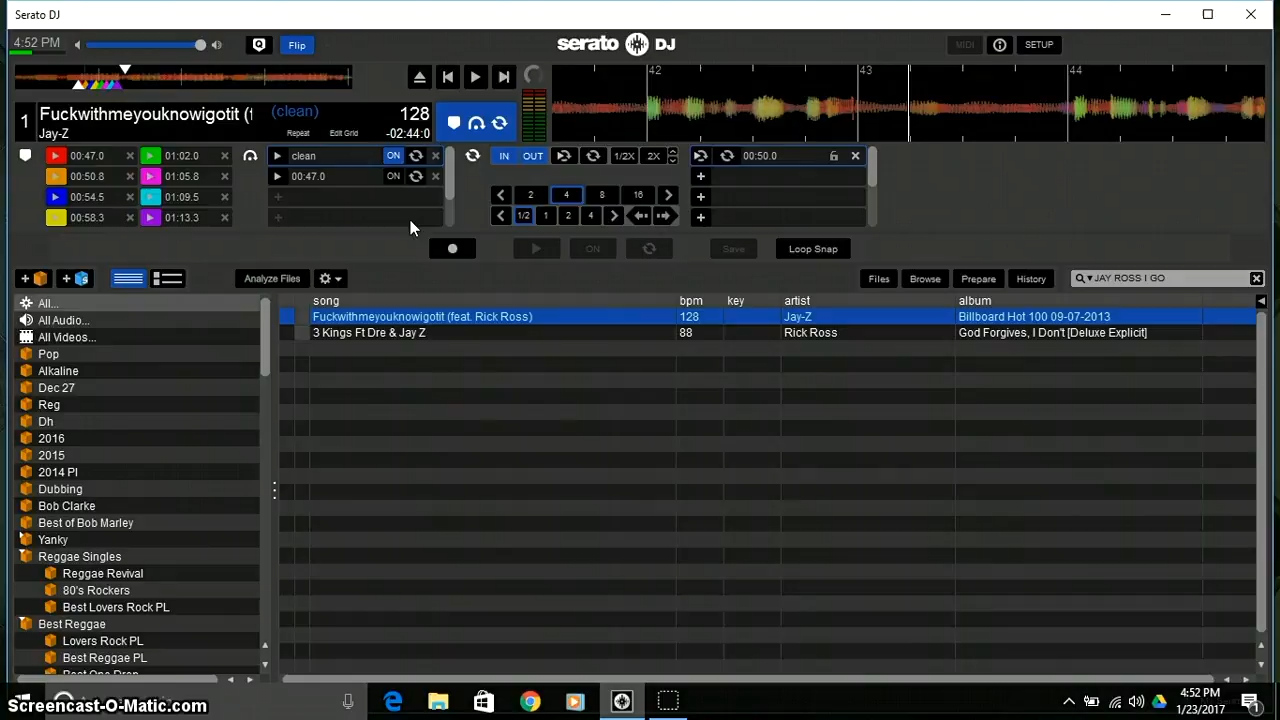 Serato DJ
4:52 PM
Flip
serato DJ
MIDI
SETUP
42 43 44
1
Fuckwithmeyouknowigotit (f
(clean)
128
Jay-Z
Repeat
Edit Grid
-02:44:0
00:47.0 01:02.0
clean ON
IN OUT 1/2X 2X
00:50.0
00:50.8 01:05.8
00:47.0 ON
00:54.5 01:09.5
2 4 8 16
00:58.3 01:13.3
1/2 1 2 4
ON
Save
Loop Snap
Analyze Files
Files
Browse
Prepare
History
JAY ROSS I GO
song bpm key artist album
Fuckwithmeyouknowigotit (feat. Rick Ross) 128 Jay-Z Billboard Hot 100 09-07-2013
3 Kings Ft Dre & Jay Z 88 Rick Ross God Forgives, I Don't [Deluxe Explicit]
All...
All Audio...
All Videos...
Pop
Alkaline
Dec 27
Reg
Dh
2016
2015
2014 Pl
Dubbing
Bob Clarke
Best of Bob Marley
Yanky
Reggae Singles
Reggae Revival
80's Rockers
Best Lovers Rock PL
Best Reggae
Lovers Rock PL
Best Reggae PL
Best One Drop
Screencast-O-Matic.com
4:52 PM
1/23/2017
1